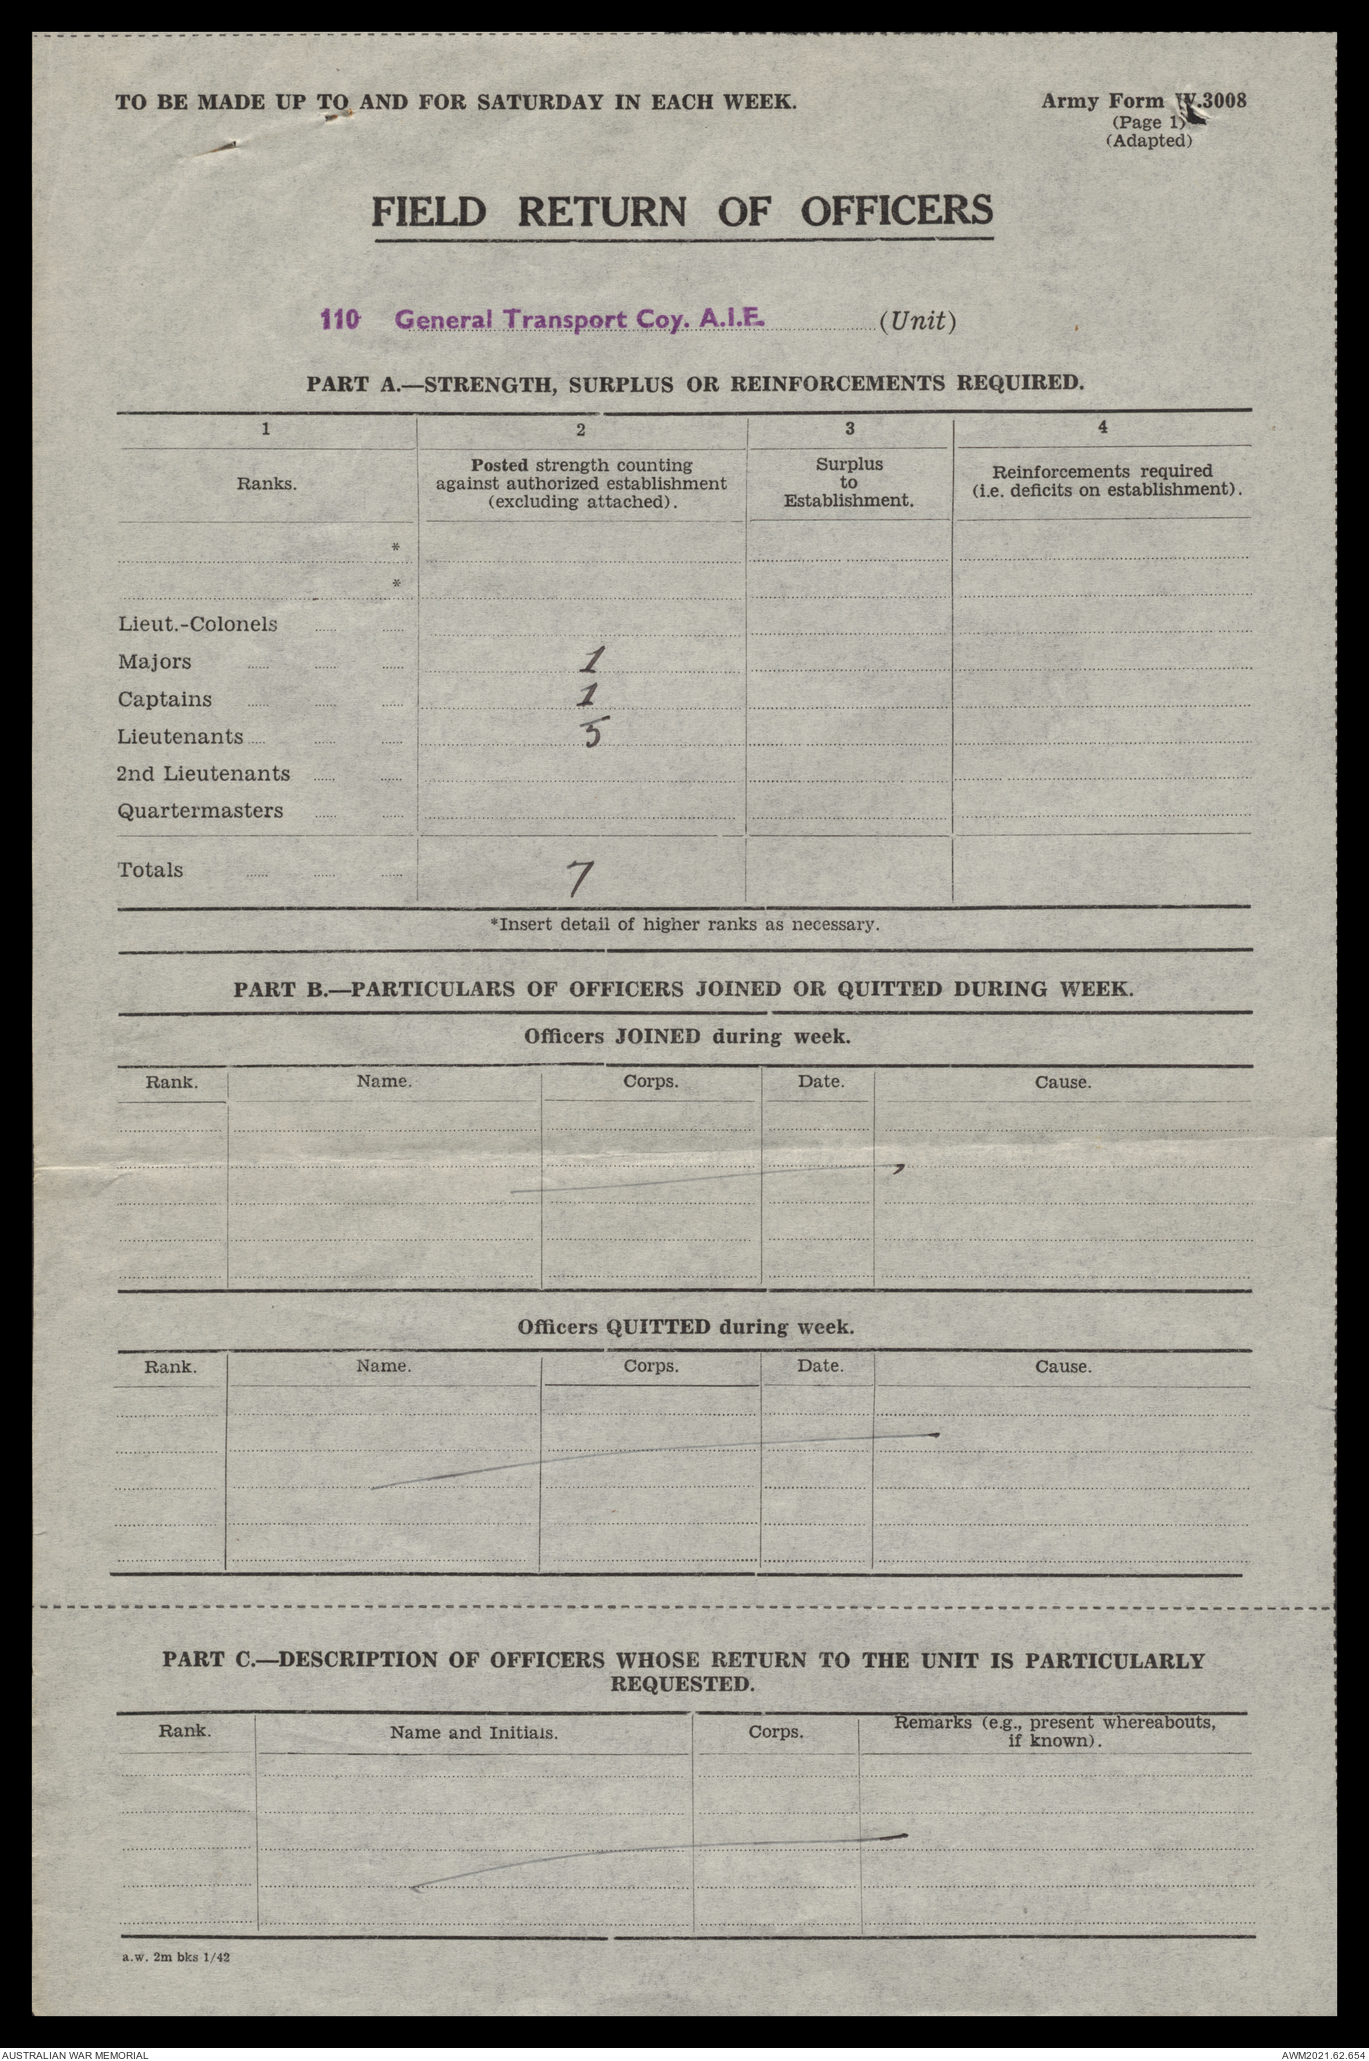 TO BE MADE UP TO AND FOR SATURDAY IN EACH WEEK.
Army Form W.3008
(Page 1)
(Adapted)
FIELD RETURN OF OFFICERS
110 General Transport Coy. A.I.F. (Unit)
PART A.—STRENGTH, SURPLUS OR REINFORCEMENTS REQUIRED.
1 2 3 4
Ranks.
Posted strength counting
against authorized establishment
(excluding attached).
Surplus
to
Establishment.
Reinforcements required
(i.e. deficits on establishment).
*
*
Lieut.-Colonels
Majors 1
Captains 1
Lieutenants 5
2nd Lieutenants
Quartermasters
Totals 7
*Insert detail of higher ranks as necessary.
PART B.—PARTICULARS OF OFFICERS JOINED OR QUITTED DURING WEEK.
Officers JOINED during week.
Rank. Name. Corps. Date. Cause.
Officers QUITTED during week.
Rank. Name. Corps. Date. Cause.
PART C.—DESCRIPTION OF OFFICERS WHOSE RETURN TO THE UNIT IS PARTICULARLY
REQUESTED.
Rank. Name and Initials. Corps.
Remarks (e.g., present whereabouts,
if known).
a.w. 2m bks 1/42
AUSTRALIAN WAR MEMORIAL
AWM2021.62.654